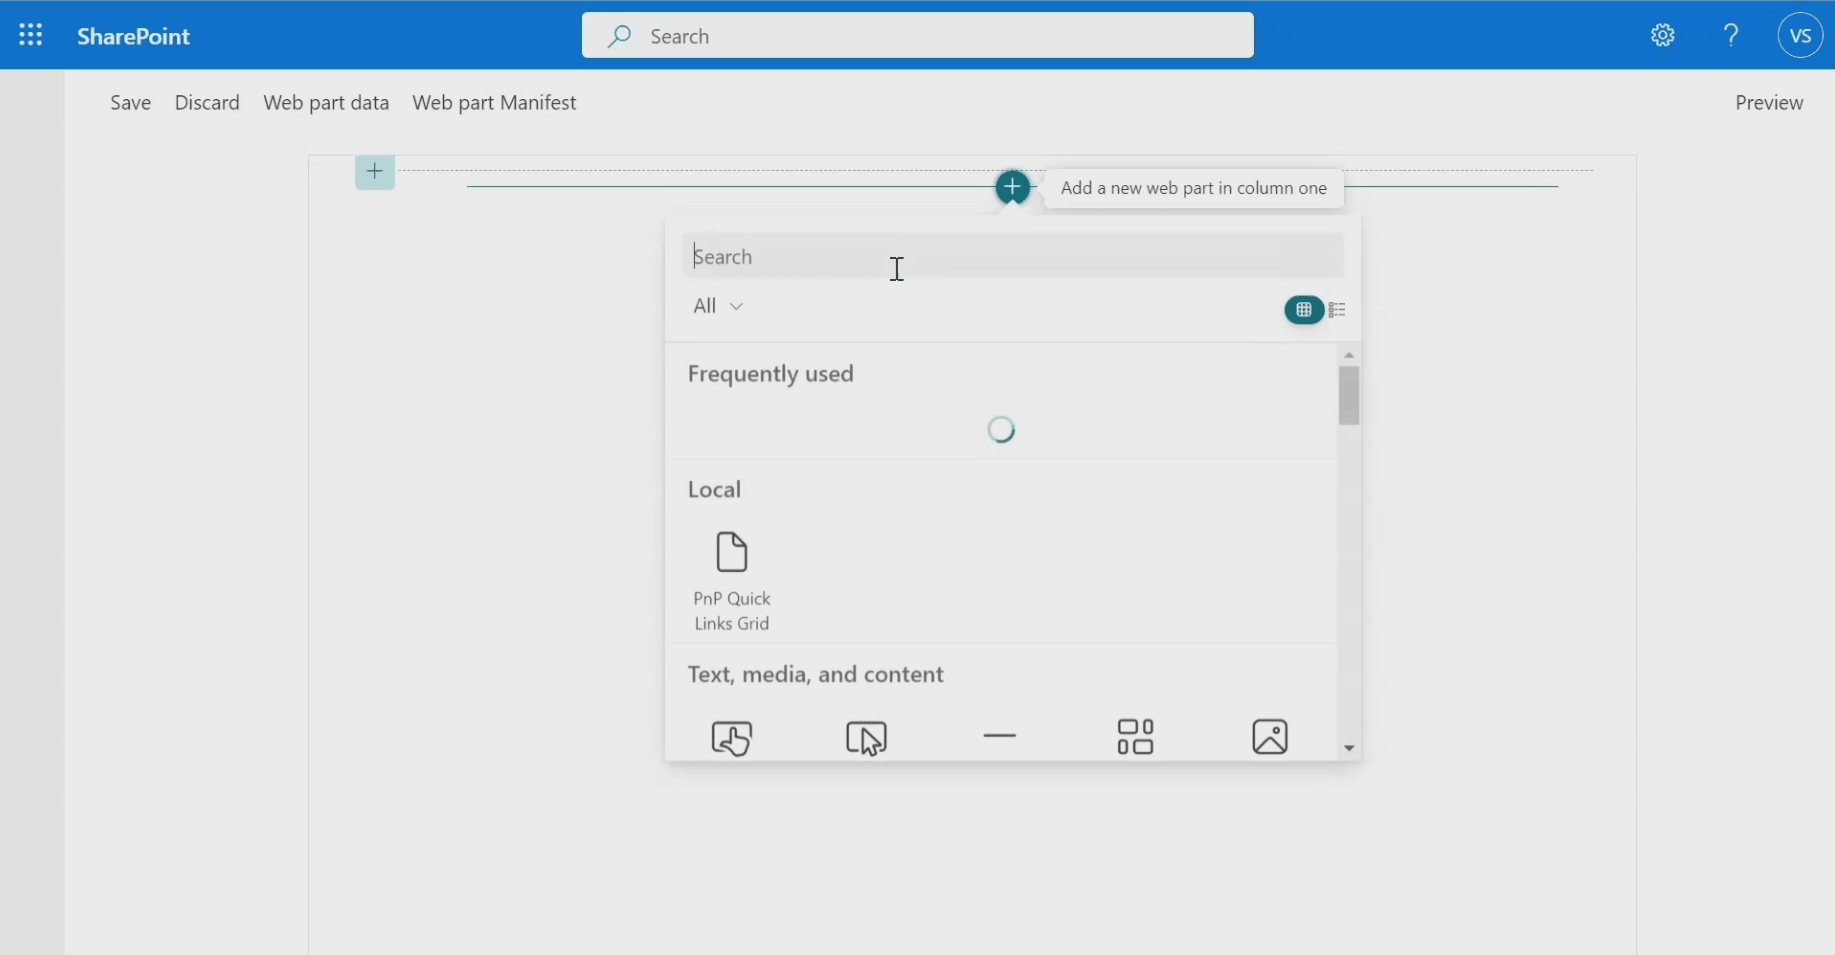 SharePoint
Search
VS
Save Discard Web part data Web part Manifest
Preview
Add a new web part in column one
Search
All
Frequently used
Local
PnP Quick
Links Grid
Text, media, and content